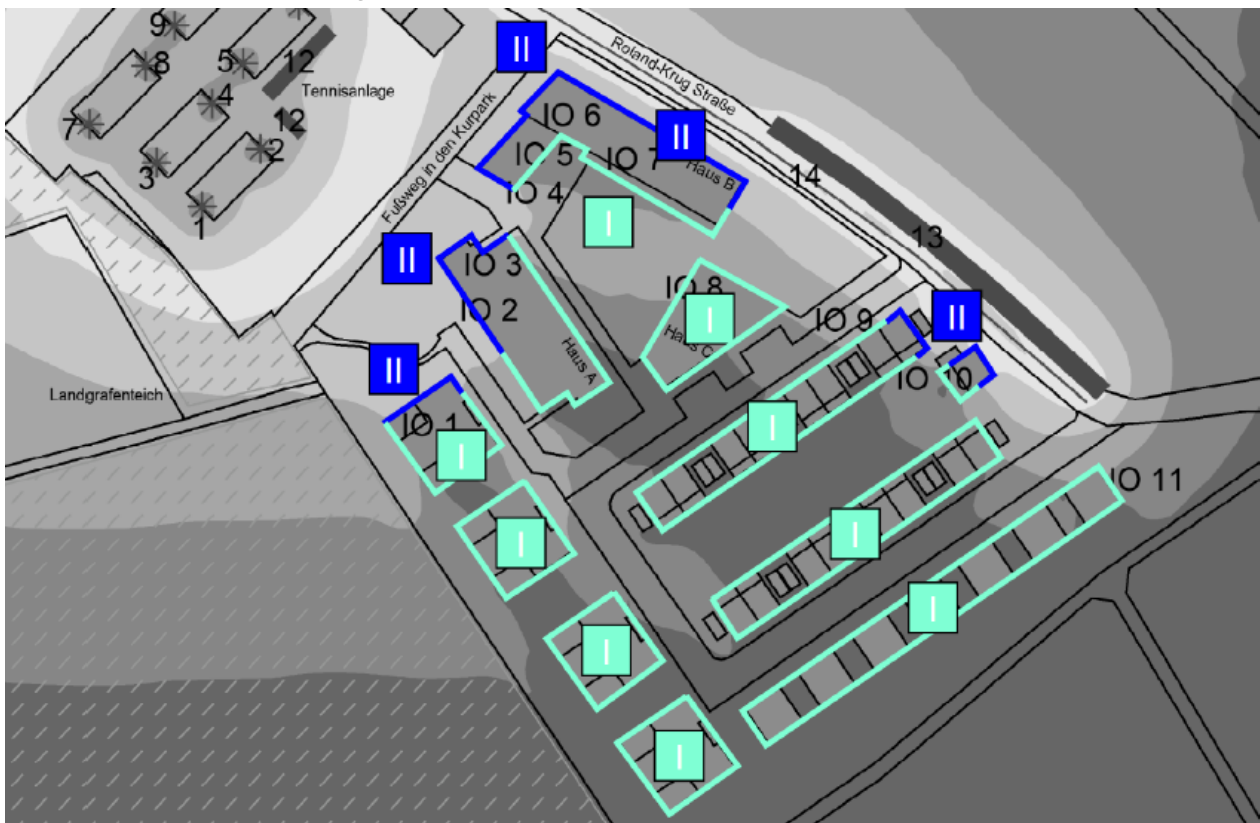 9
8
5
12
4
Tennisanlage
7
12
2
3
1
Fußweg in den Kurpark
Landgrafenteich
II
Roland-Krug Straße
IO 6
II
IO 5
IO 7
Haus B
IO 4
14
I
13
II
IO 3
IO 2
Haus A
IO 8
I
Haus C
IO 9
II
IO 10
II
IO 1
I
I
IO 11
I
I
I
I
I